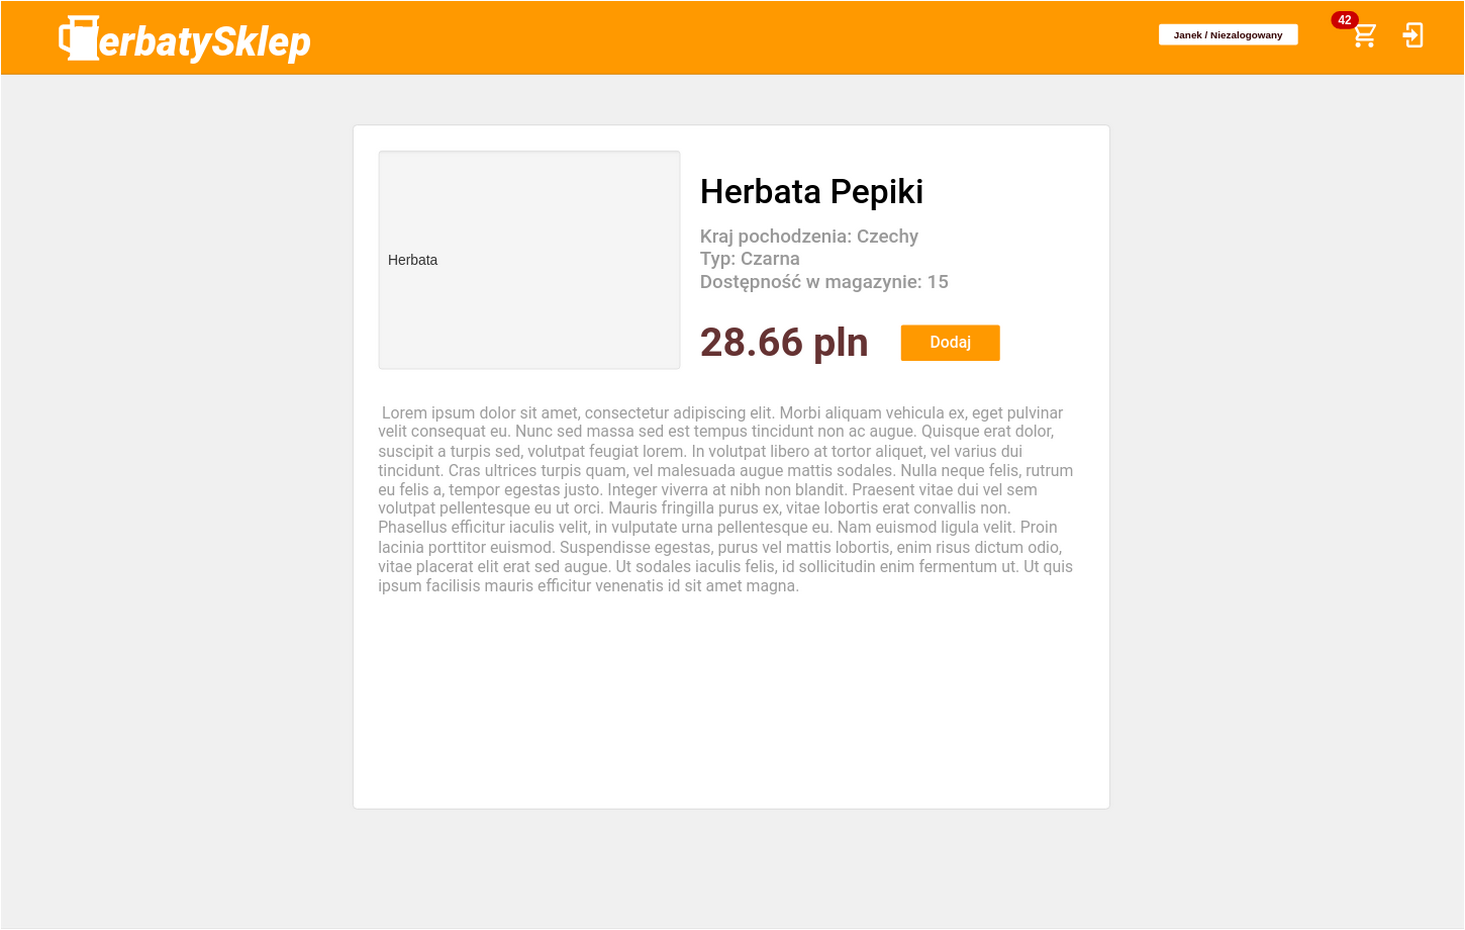 erbatySklep
Janek / Niezalogowany
42
Herbata
Herbata Pepiki
Kraj pochodzenia: Czechy
Typ: Czarna
Dostępność w magazynie: 15
28.66 pln
Dodaj
Lorem ipsum dolor sit amet, consectetur adipiscing elit. Morbi aliquam vehicula ex, eget pulvinar
velit consequat eu. Nunc sed massa sed est tempus tincidunt non ac augue. Quisque erat dolor,
suscipit a turpis sed, volutpat feugiat lorem. In volutpat libero at tortor aliquet, vel varius dui
tincidunt. Cras ultrices turpis quam, vel malesuada augue mattis sodales. Nulla neque felis, rutrum
eu felis a, tempor egestas justo. Integer viverra at nibh non blandit. Praesent vitae dui vel sem
volutpat pellentesque eu ut orci. Mauris fringilla purus ex, vitae lobortis erat convallis non.
Phasellus efficitur iaculis velit, in vulputate urna pellentesque eu. Nam euismod ligula velit. Proin
lacinia porttitor euismod. Suspendisse egestas, purus vel mattis lobortis, enim risus dictum odio,
vitae placerat elit erat sed augue. Ut sodales iaculis felis, id sollicitudin enim fermentum ut. Ut quis
ipsum facilisis mauris efficitur venenatis id sit amet magna.